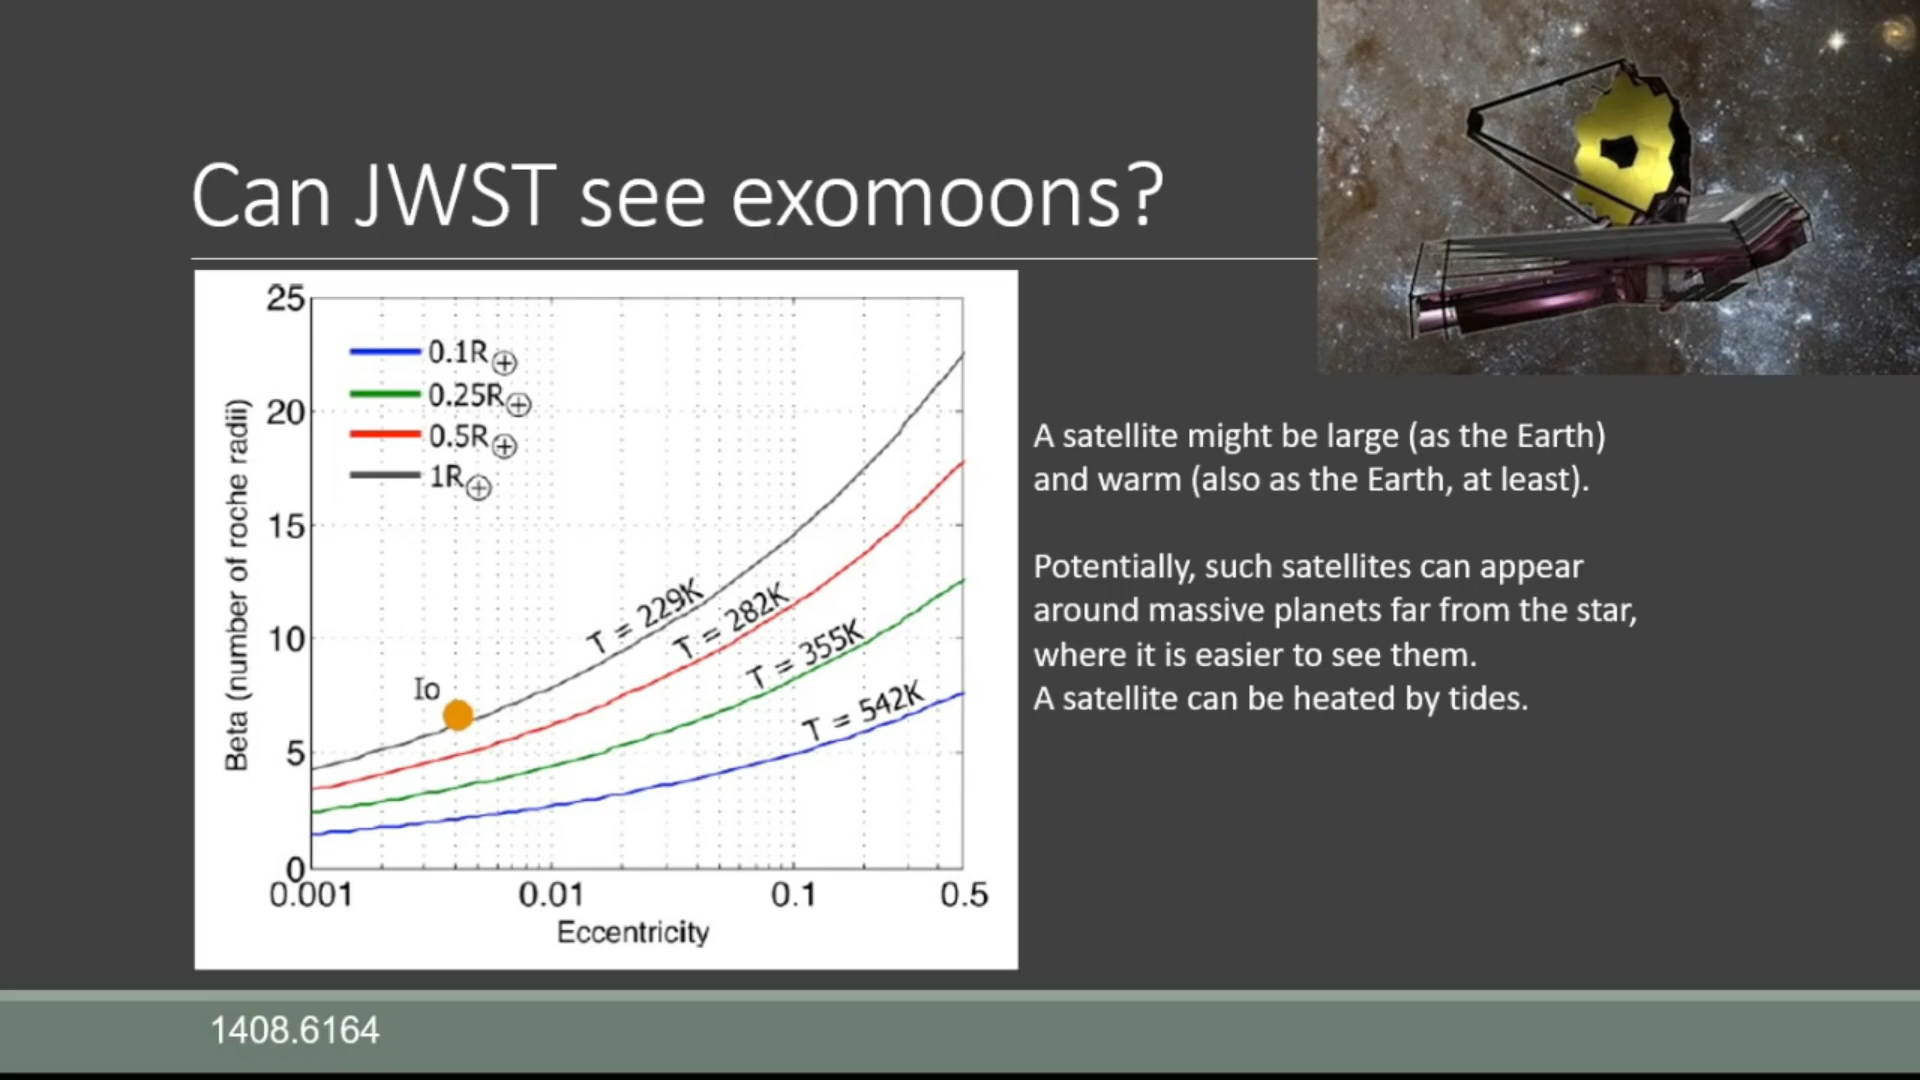 Can JWST see exomoons?
25
20
15
10
5
0
0.1R⊕
0.25R⊕
0.5R⊕
1R⊕
T = 229K
T = 282K
T = 355K
T = 542K
Io
Beta (number of roche radii)
0.001 0.01 0.1 0.5
Eccentricity
A satellite might be large (as the Earth)
and warm (also as the Earth, at least).
Potentially, such satellites can appear
around massive planets far from the star,
where it is easier to see them.
A satellite can be heated by tides.
1408.6164